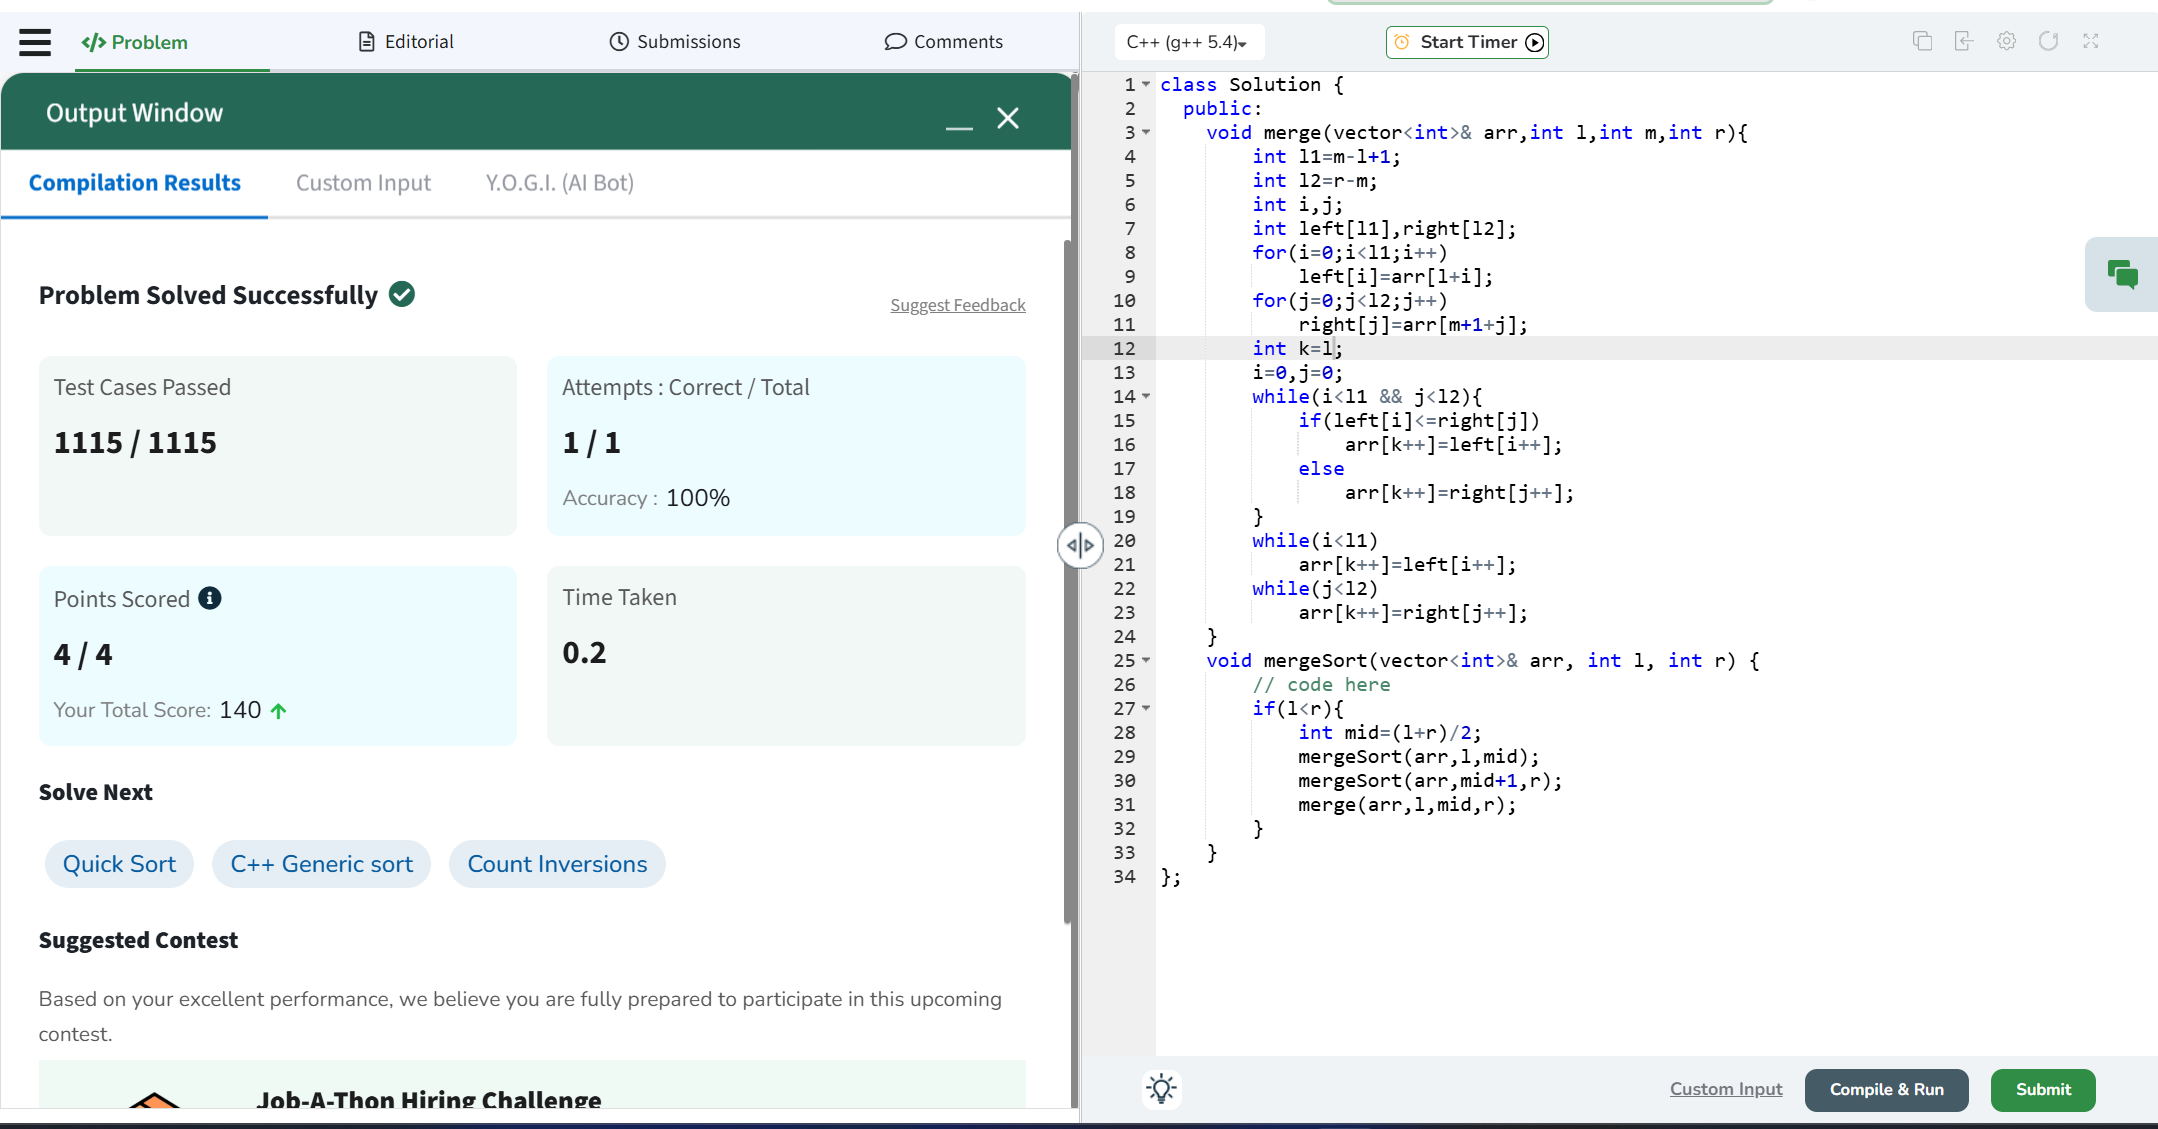 </> Problem
Editorial
Submissions
Comments
Output Window
Compilation Results
Custom Input
Y.O.G.I. (AI Bot)
Problem Solved Successfully
Suggest Feedback
Test Cases Passed
1115 / 1115
Attempts : Correct / Total
1 / 1
Accuracy : 100%
Points Scored
4 / 4
Your Total Score: 140
Time Taken
0.2
Solve Next
Quick Sort
C++ Generic sort
Count Inversions
Suggested Contest
Based on your excellent performance, we believe you are fully prepared to participate in this upcoming
contest.
Job-A-Thon Hiring Challenge
C++ (g++ 5.4)
Start Timer
1 class Solution {
2   public:
3     void merge(vector<int>& arr,int l,int m,int r){
4         int l1=m-l+1;
5         int l2=r-m;
6         int i,j;
7         int left[l1],right[l2];
8         for(i=0;i<l1;i++)
9             left[i]=arr[l+i];
10         for(j=0;j<l2;j++)
11             right[j]=arr[m+1+j];
12         int k=l;
13         i=0,j=0;
14         while(i<l1 && j<l2){
15             if(left[i]<=right[j])
16                 arr[k++]=left[i++];
17             else
18                 arr[k++]=right[j++];
19         }
20         while(i<l1)
21             arr[k++]=left[i++];
22         while(j<l2)
23             arr[k++]=right[j++];
24     }
25     void mergeSort(vector<int>& arr, int l, int r) {
26         // code here
27         if(l<r){
28             int mid=(l+r)/2;
29             mergeSort(arr,l,mid);
30             mergeSort(arr,mid+1,r);
31             merge(arr,l,mid,r);
32         }
33     }
34 };
Custom Input
Compile & Run
Submit